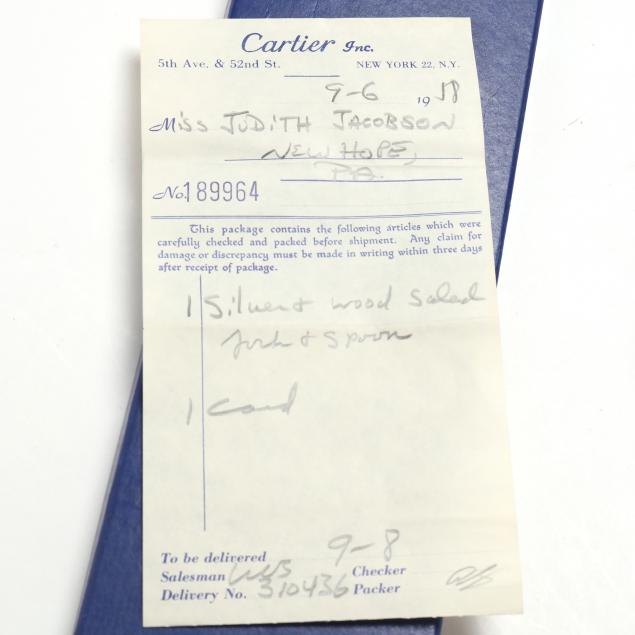 Cartier Inc.
5th Ave. & 52nd St. NEW YORK 22, N.Y.
9-6 1958
Miss JUDITH JACOBSON
NEW HOPE,
PA.
No. 189964
This package contains the following articles which were
carefully checked and packed before shipment. Any claim for
damage or discrepancy must be made in writing within three days
after receipt of package.
1 Silver & wood Salad
fork & Spoon
1 Card
To be delivered 9-8
Salesman Checker
Delivery No. 310436 Packer